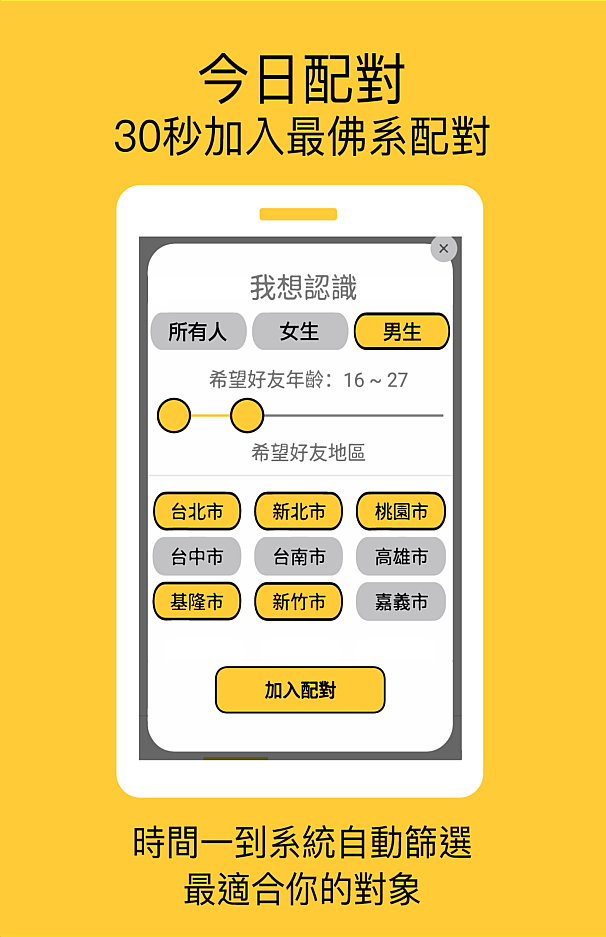 今日配對
30秒加入最佛系配對
×
我想認識
所有人 女生 男生
希望好友年齡：16 ~ 27
希望好友地區
台北市 新北市 桃園市
台中市 台南市 高雄市
基隆市 新竹市 嘉義市
加入配對
時間一到系統自動篩選
最適合你的對象